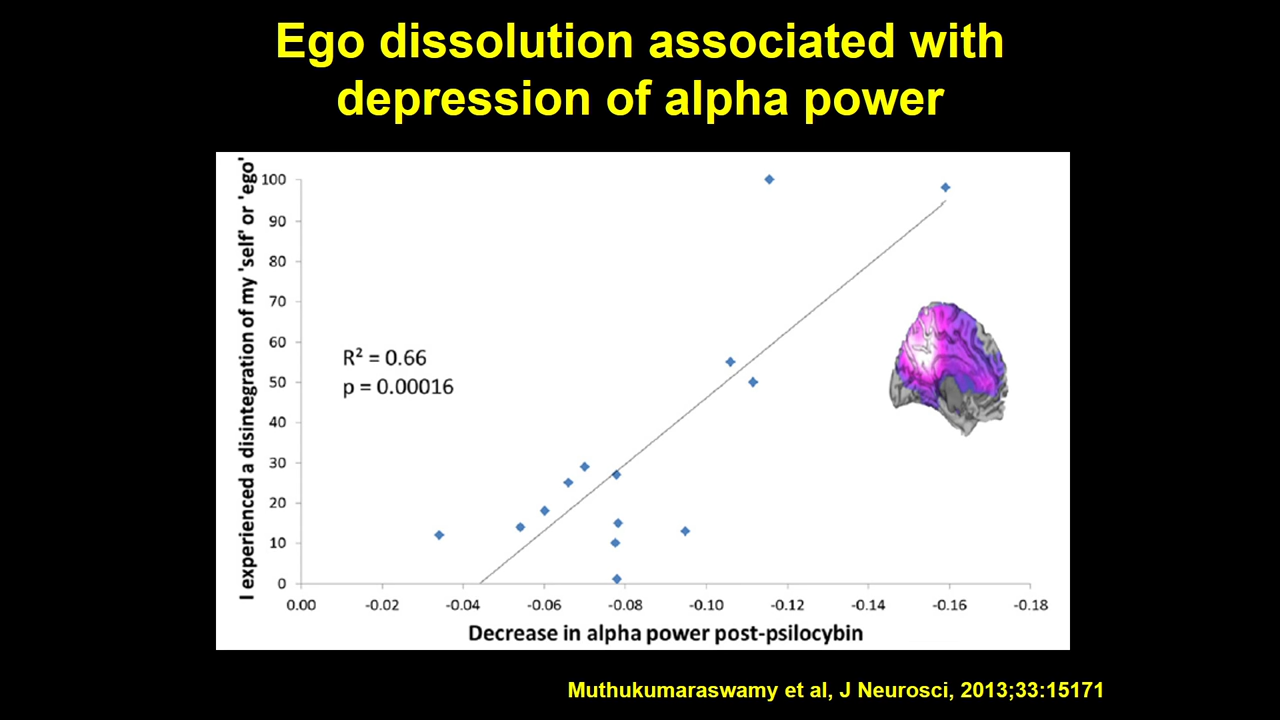 Ego dissolution associated with
depression of alpha power
I experienced a disintegration of my 'self' or 'ego'
100
90
80
70
60
50
40
30
20
10
0
R² = 0.66
p = 0.00016
0.00 -0.02 -0.04 -0.06 -0.08 -0.10 -0.12 -0.14 -0.16 -0.18
Decrease in alpha power post-psilocybin
Muthukumaraswamy et al, J Neurosci, 2013;33:15171